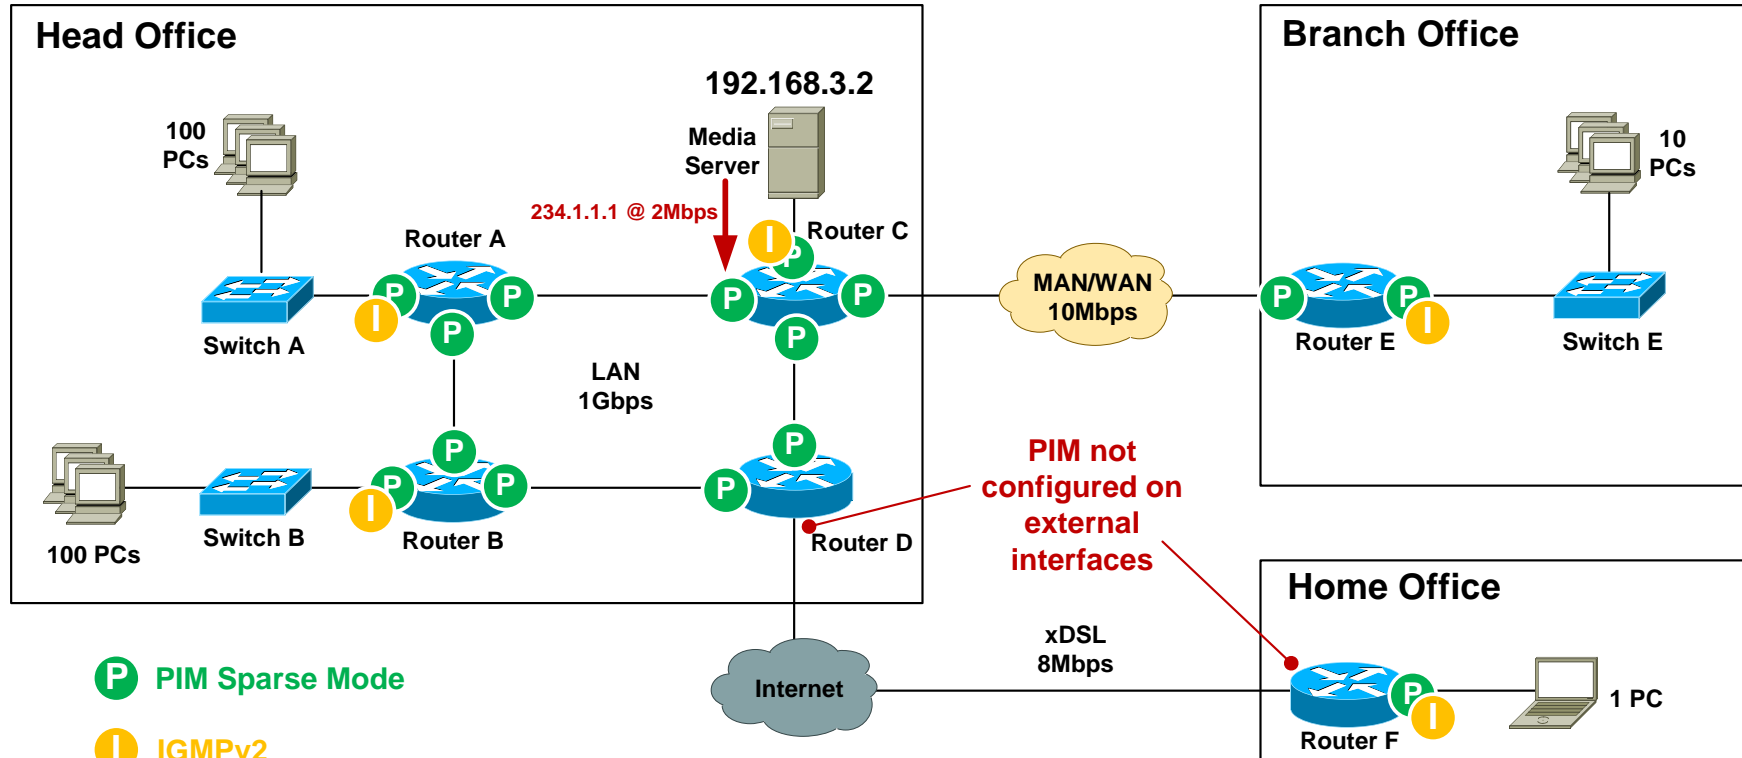 Head Office
Branch Office
192.168.3.2
100
PCs
Media
Server
10
PCs
234.1.1.1 @ 2Mbps
I
Router C
P
Router A
P
P
P
P
MAN/WAN
10Mbps
P
P
I
P
I
P
Switch A
Router E
Switch E
LAN
1Gbps
P
P
PIM not
configured on
external
interfaces
P
P
P
I
Switch B
Router B
Router D
100 PCs
Home Office
xDSL
8Mbps
P PIM Sparse Mode
Internet
P
I
1 PC
Router F
I IGMPv2